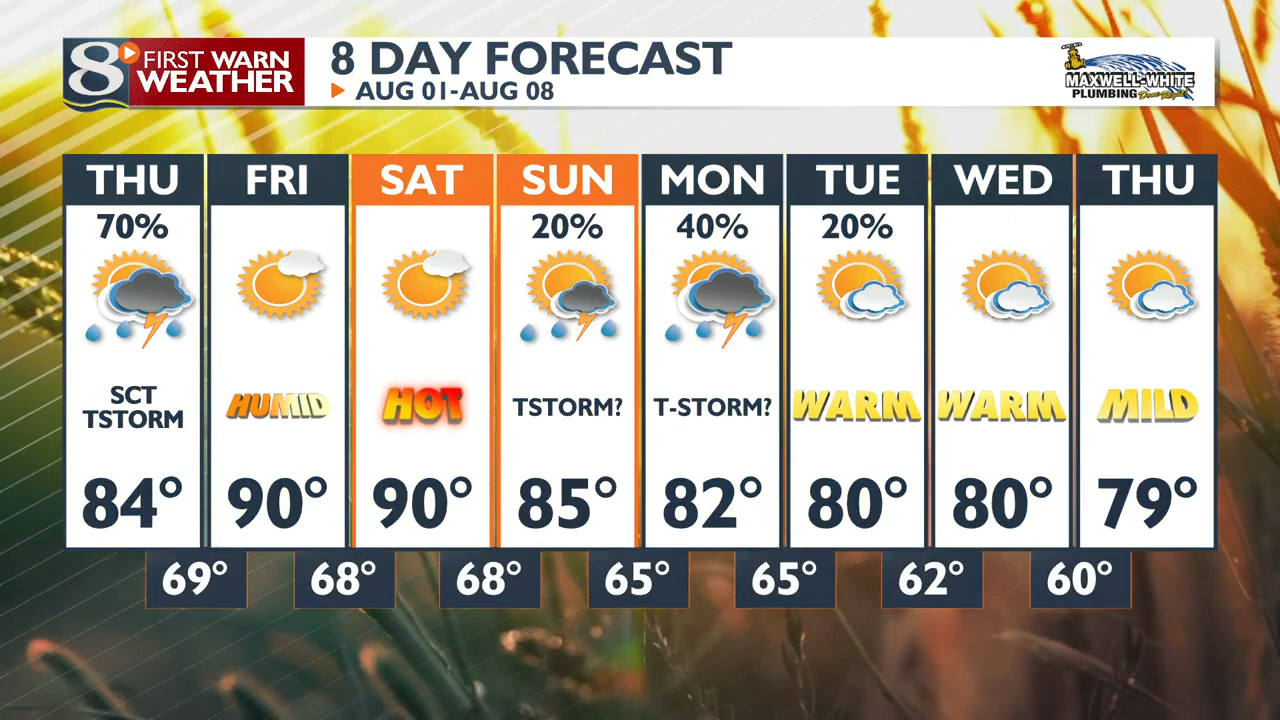 8
FIRST WARN
WEATHER
8 DAY FORECAST
AUG 01-AUG 08
MAXWELL-WHITE
PLUMBING
THU
70%
SCT
TSTORM
84°
FRI
HUMID
90°
SAT
HOT
90°
SUN
20%
TSTORM?
85°
MON
40%
T-STORM?
82°
TUE
20%
WARM
80°
WED
WARM
80°
THU
MILD
79°
69°
68°
68°
65°
65°
62°
60°